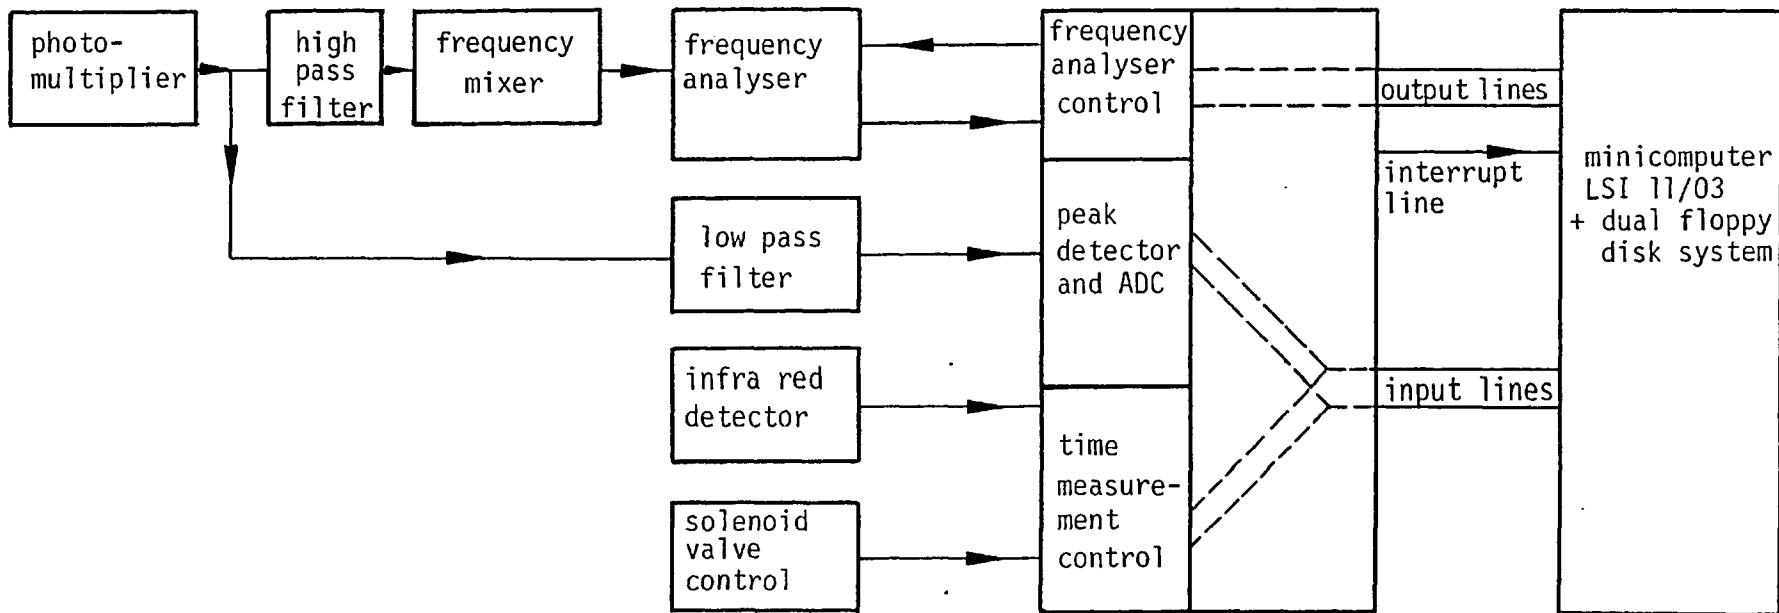 photo-
multiplier
high
pass
filter
frequency
mixer
frequency
analyser
frequency
analyser
control
output lines
interrupt
line
minicomputer
LSI 11/03
+ dual floppy
disk system
low pass
filter
peak
detector
and ADC
infra red
detector
input lines
time
measure-
ment
control
solenoid
valve
control